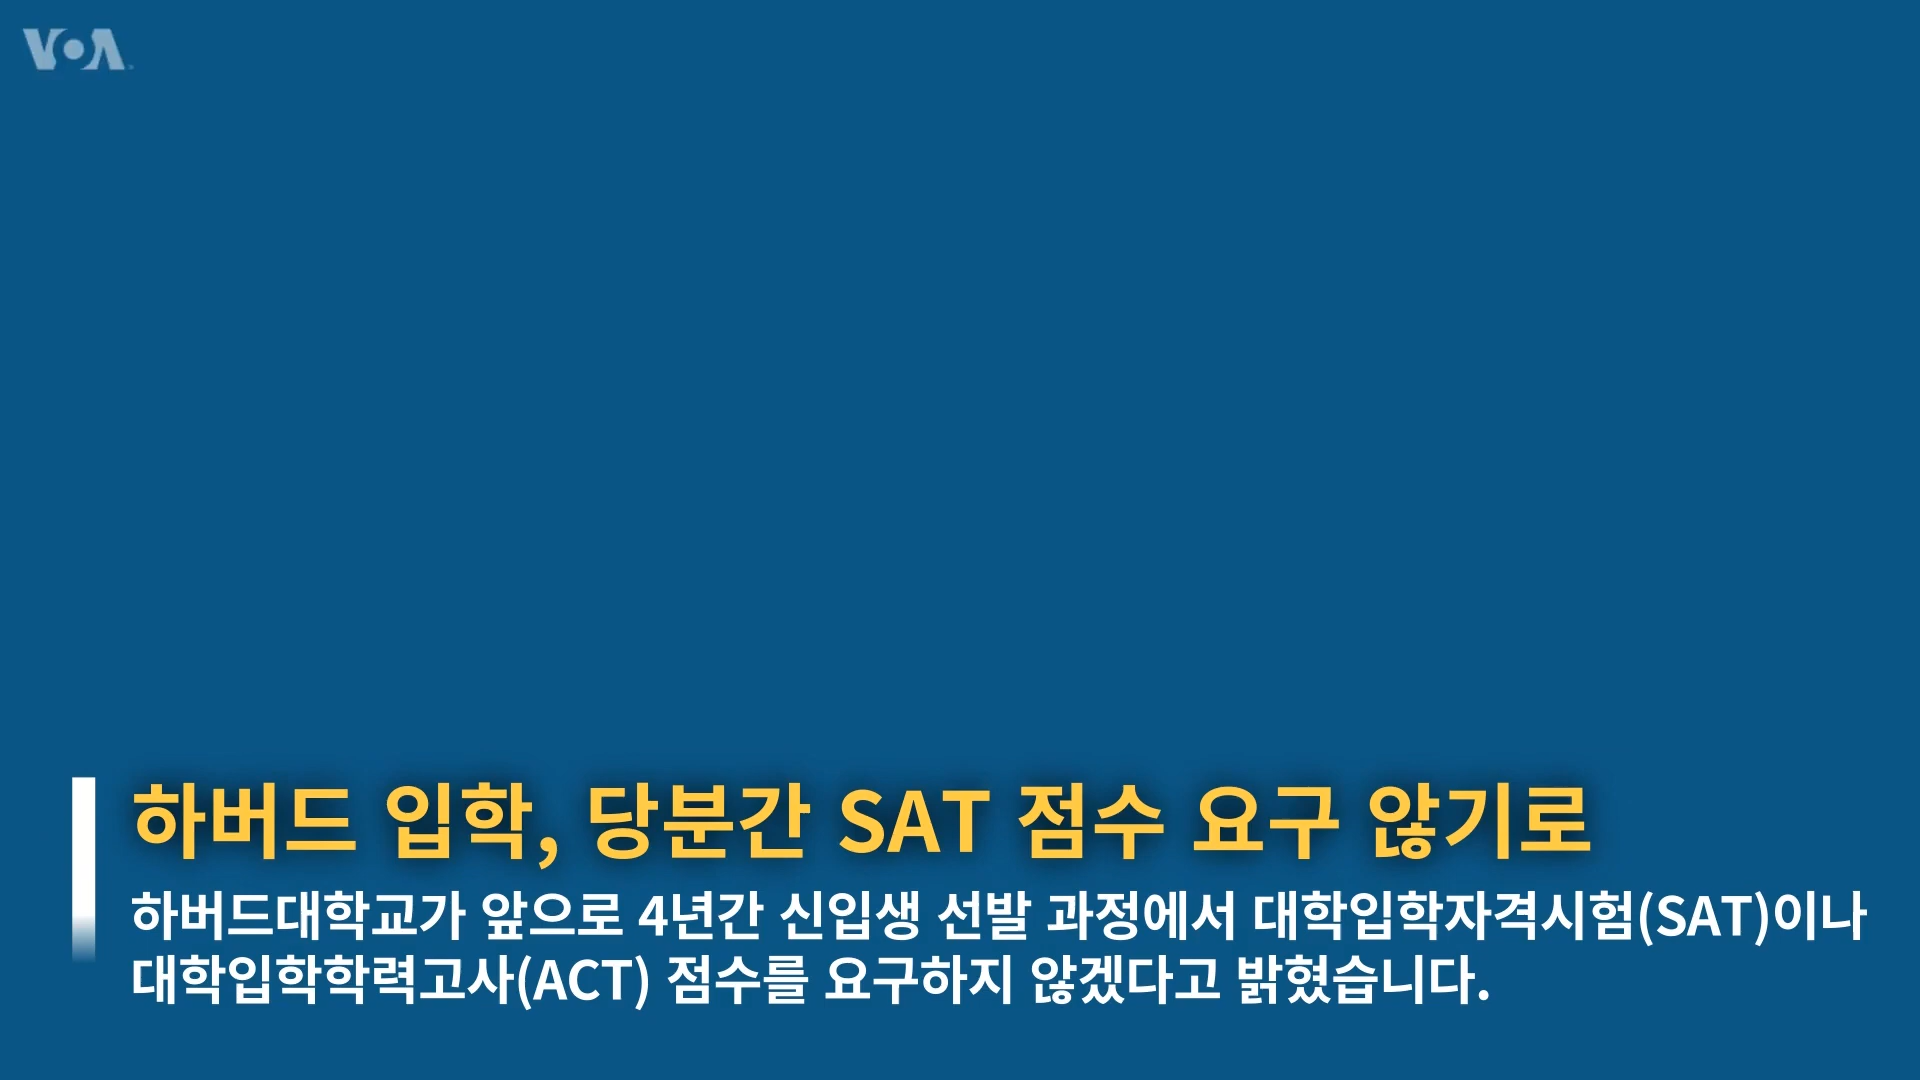 VOA
하버드 입학, 당분간 SAT 점수 요구 않기로
하버드대학교가 앞으로 4년간 신입생 선발 과정에서 대학입학자격시험(SAT)이나
대학입학학력고사(ACT) 점수를 요구하지 않겠다고 밝혔습니다.